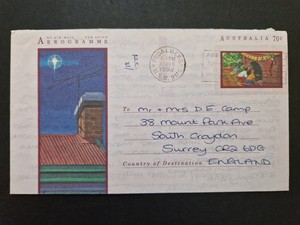 BY AIR MAIL PAR AVION
AEROGRAMME
AUSTRALIA 70c
To Mr + Mrs D.E. Camp
38 Mount Park Ave
South Croydon
Surrey CR2 6DG
Country of Destination ENGLAND